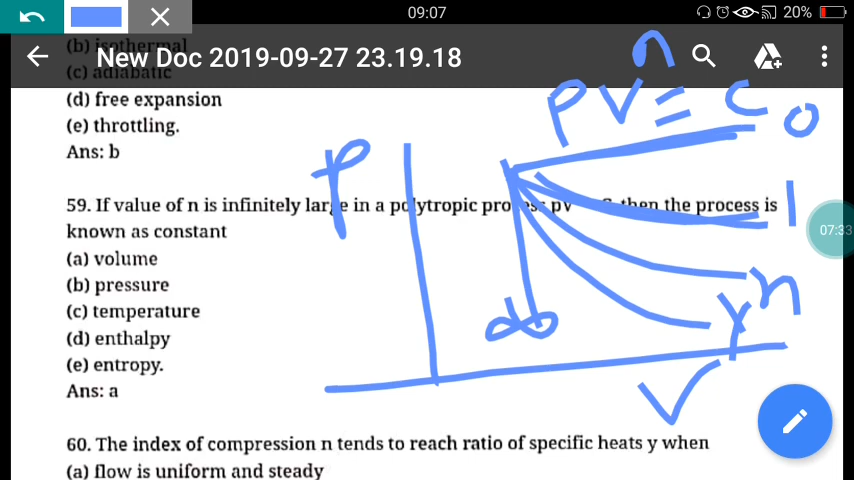 09:07
20%
New Doc 2019-09-27 23.19.18
(b) isothermal
(c) adiabatic
(d) free expansion
(e) throttling.
Ans: b
59. If value of n is infinitely large in a polytropic process pV C, then the process is
known as constant
(a) volume
(b) pressure
(c) temperature
(d) enthalpy
(e) entropy.
Ans: a
60. The index of compression n tends to reach ratio of specific heats y when
(a) flow is uniform and steady
07:33
PVⁿ = C
P
0
1
n
γ
∞
V